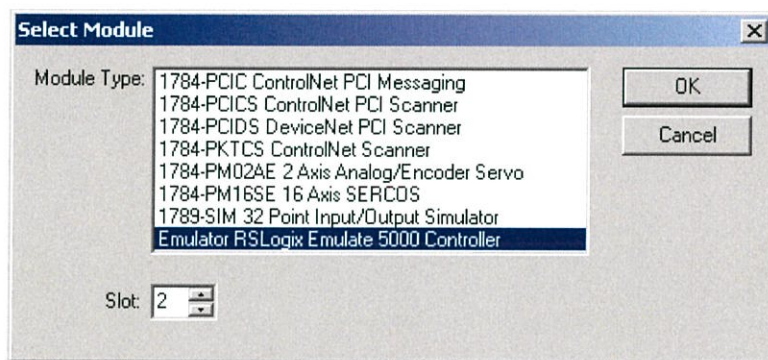 Select Module
Module Type:
1784-PCIC ControlNet PCI Messaging
1784-PCICS ControlNet PCI Scanner
1784-PCIDS DeviceNet PCI Scanner
1784-PKTCS ControlNet Scanner
1784-PM02AE 2 Axis Analog/Encoder Servo
1784-PM16SE 16 Axis SERCOS
1789-SIM 32 Point Input/Output Simulator
Emulator RSLogix Emulate 5000 Controller
OK
Cancel
Slot: 2